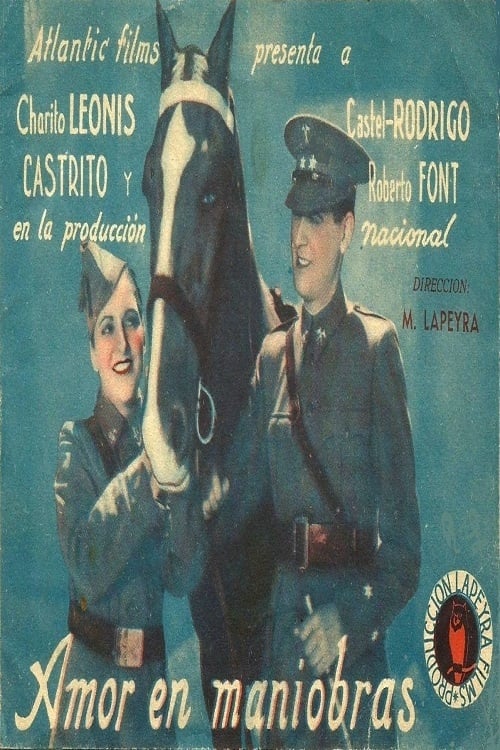 Atlantic films presenta a
Charito LEONIS
Castel-RODRIGO
CASTRITO Y
Roberto FONT
en la producción nacional
DIRECCION:
M. LAPEYRA
PRODUCCION LAPEYRA FILMS
Amor en maniobras